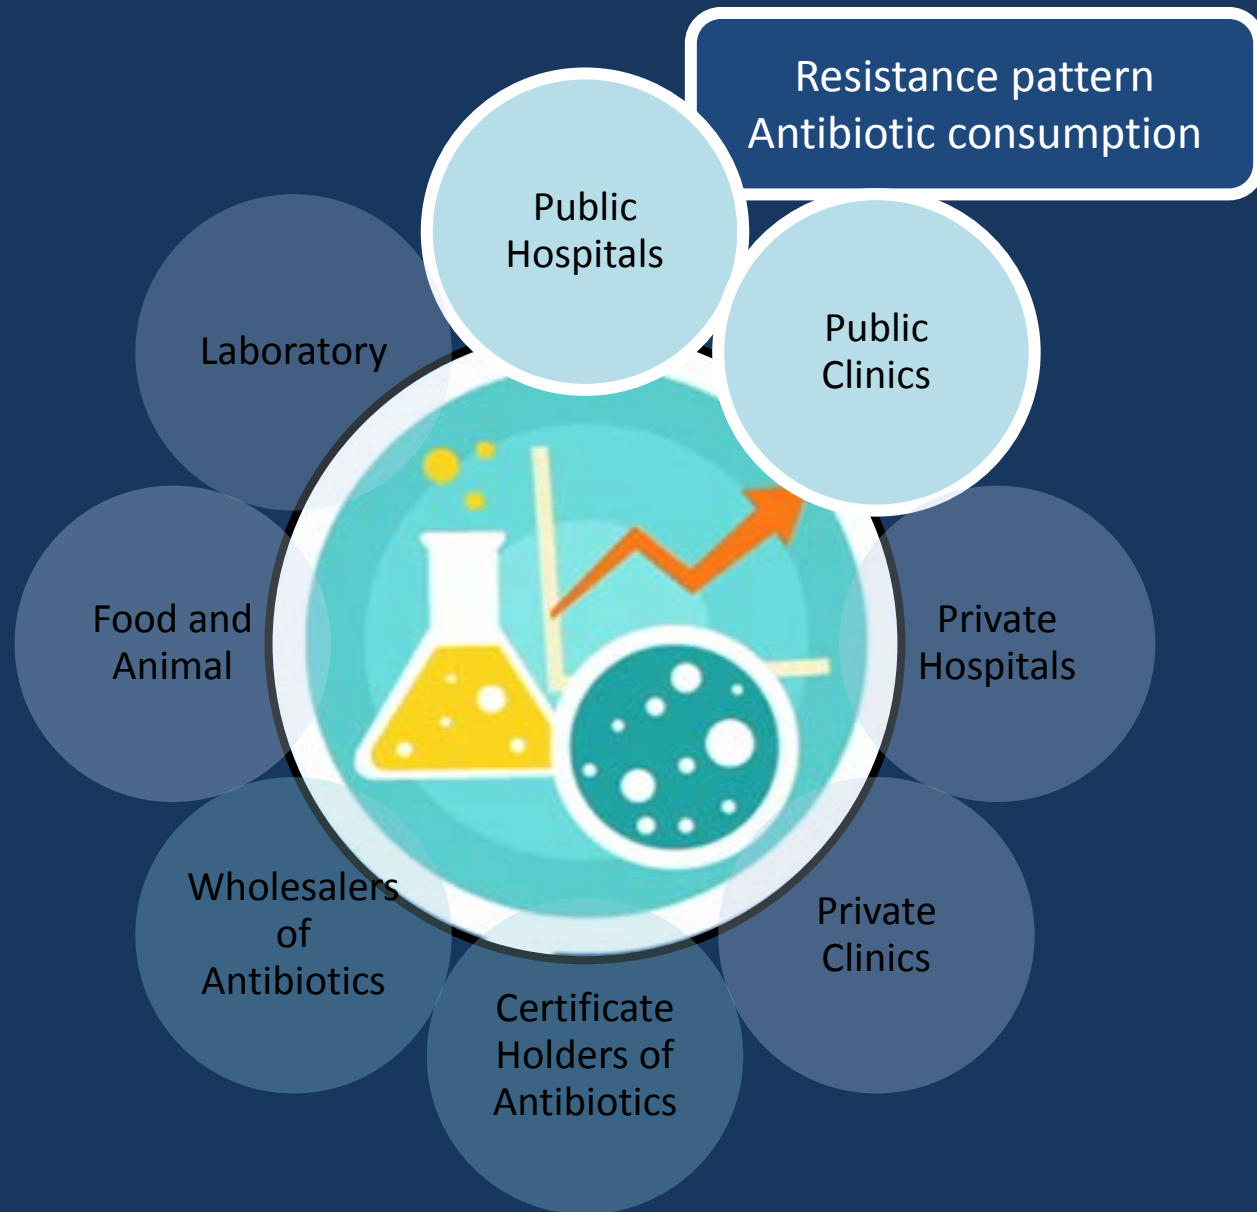 Resistance pattern
Antibiotic consumption
Public
Hospitals
Public
Clinics
Laboratory
Food and
Animal
Private
Hospitals
Wholesalers
of
Antibiotics
Private
Clinics
Certificate
Holders of
Antibiotics